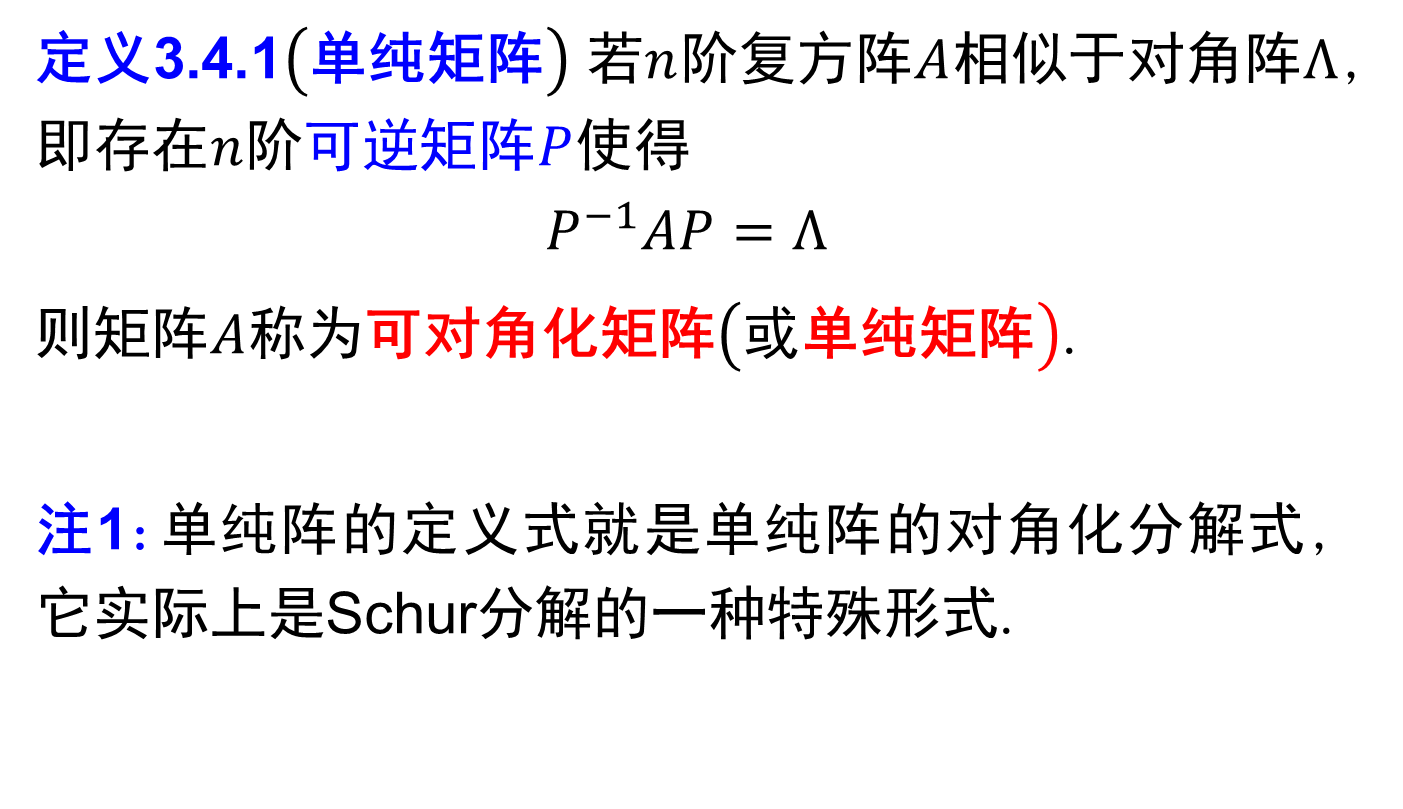 定义3.4.1(单纯矩阵) 若𝑛阶复方阵𝐴相似于对角阵Λ,
即存在𝑛阶可逆矩阵𝑃使得
𝑃⁻¹𝐴𝑃 = Λ
则矩阵𝐴称为可对角化矩阵(或单纯矩阵).
注1: 单纯阵的定义式就是单纯阵的对角化分解式,
它实际上是Schur分解的一种特殊形式.